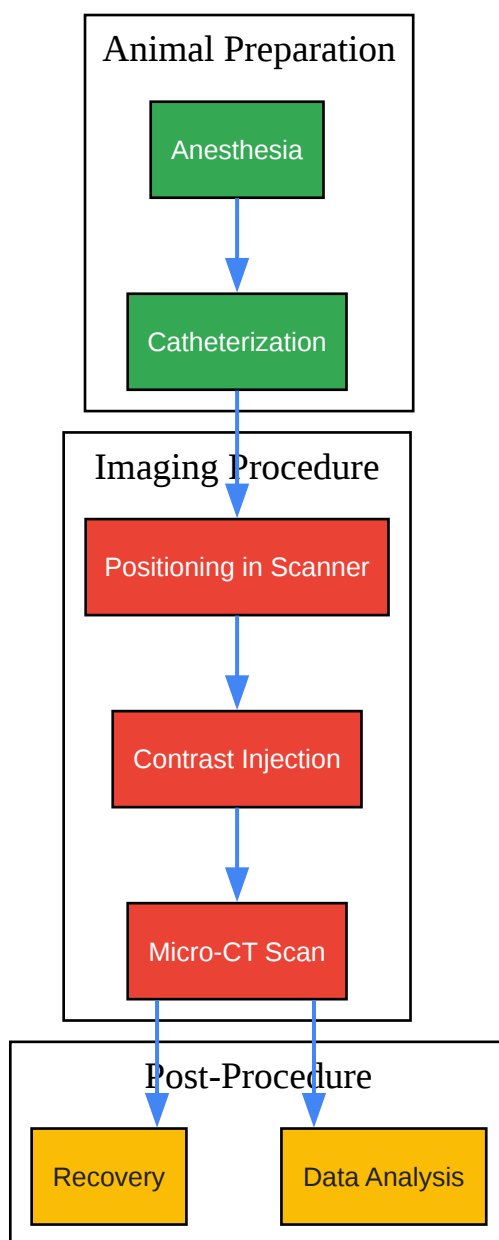 Animal Preparation
Anesthesia
Catheterization
Imaging Procedure
Positioning in Scanner
Contrast Injection
Micro-CT Scan
Post-Procedure
Recovery
Data Analysis